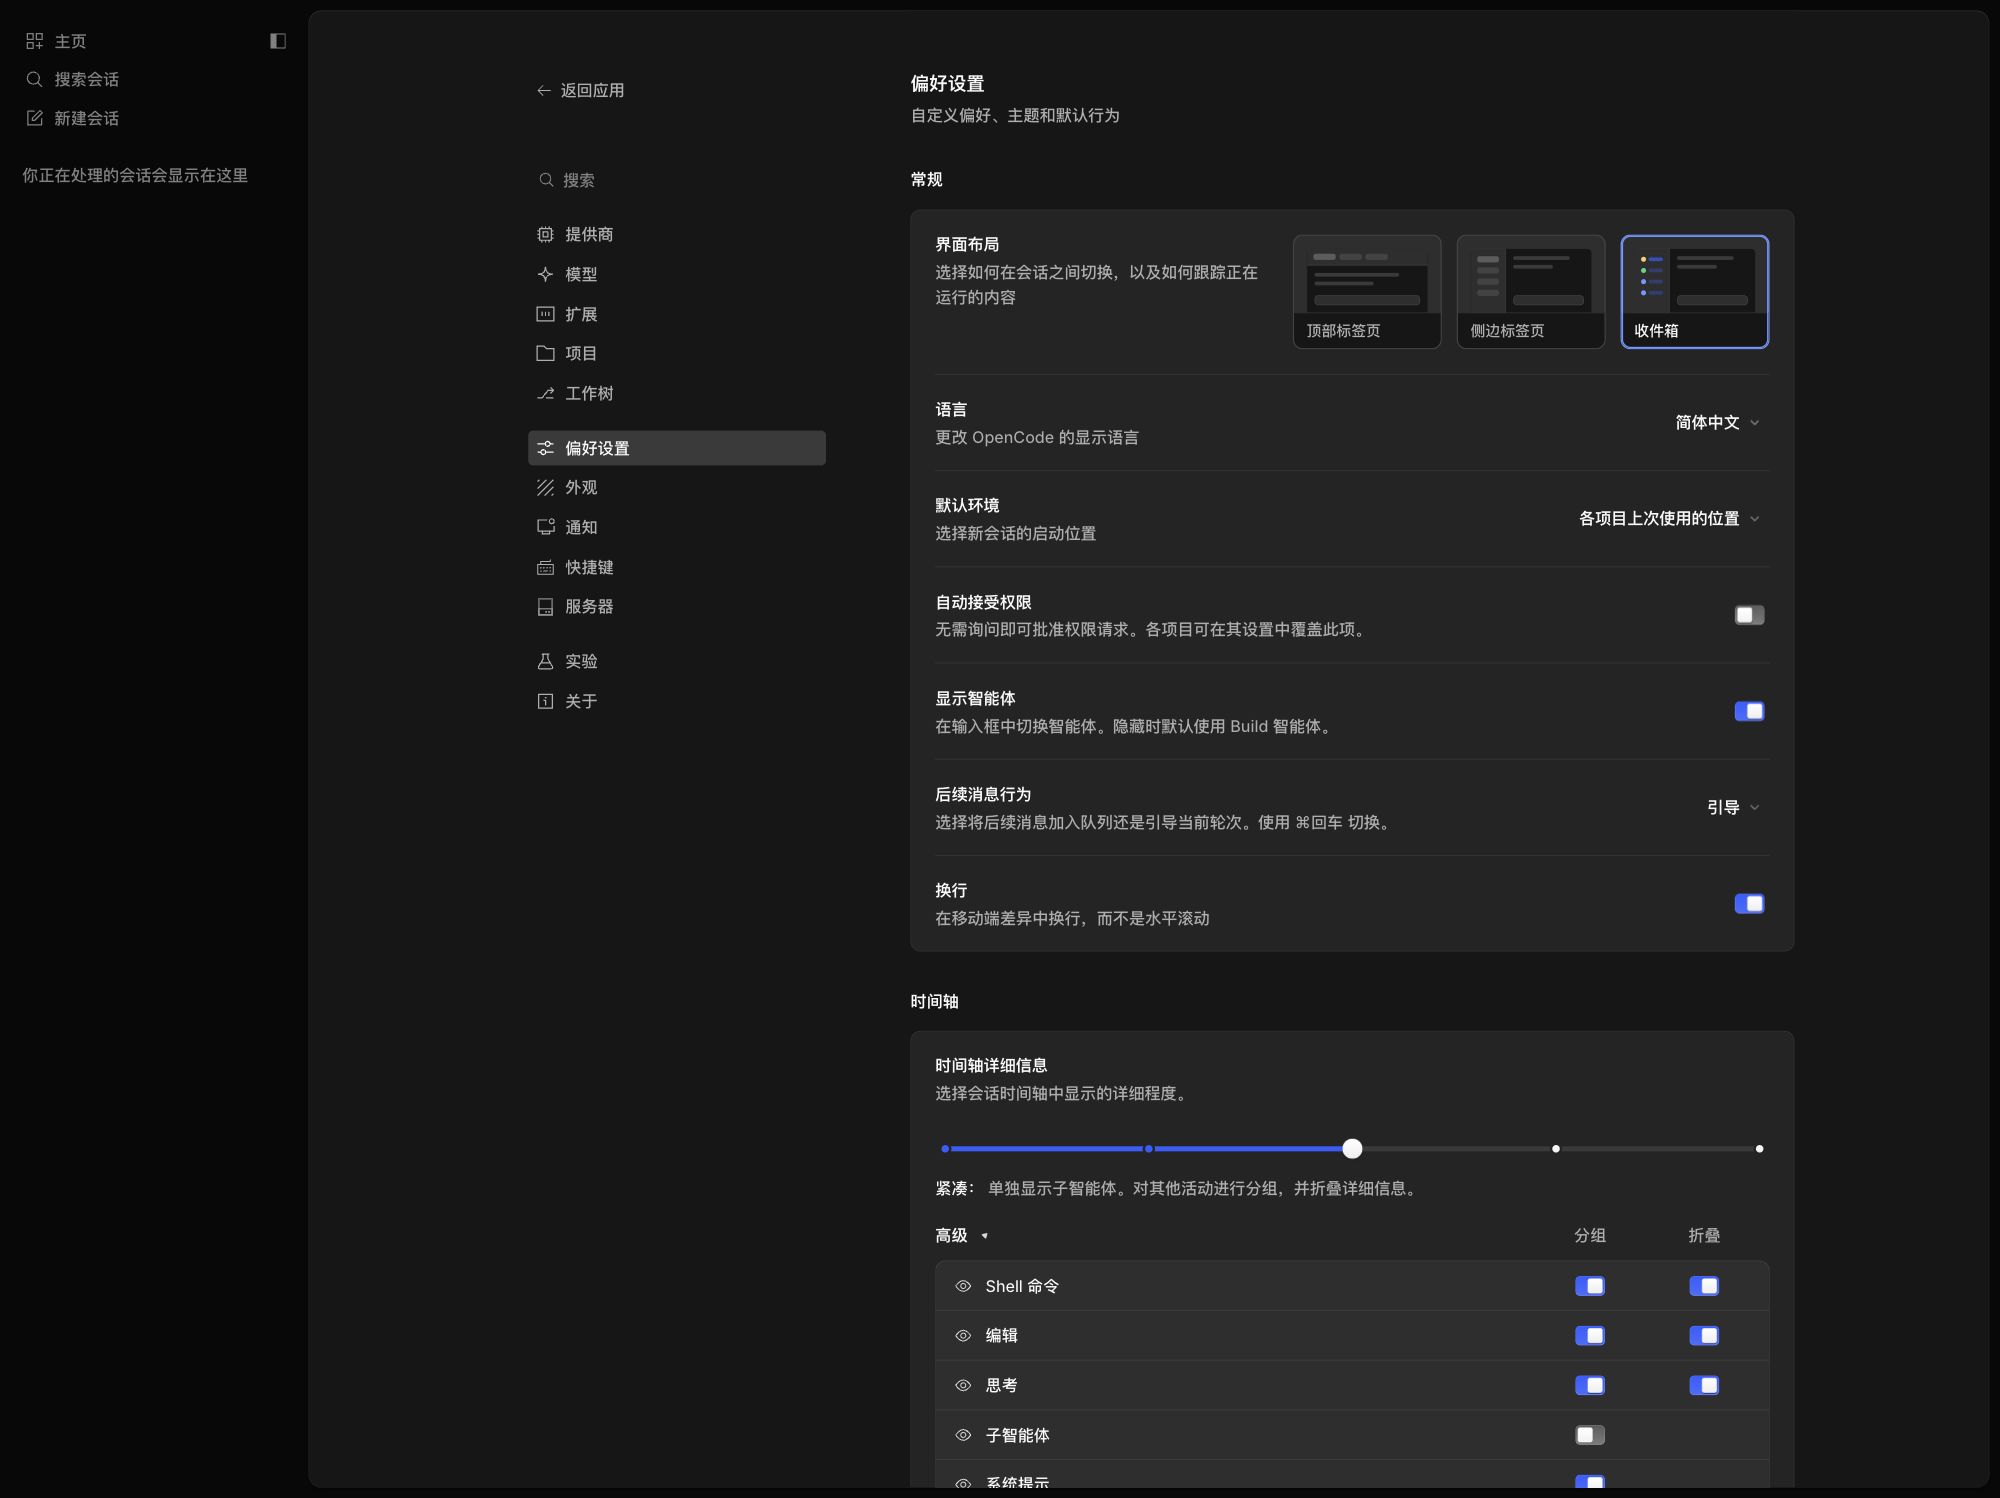 主页
搜索会话
新建会话
你正在处理的会话会显示在这里
返回应用
搜索
提供商
模型
扩展
项目
工作树
偏好设置
外观
通知
快捷键
服务器
实验
关于
偏好设置
自定义偏好、主题和默认行为
常规
界面布局
选择如何在会话之间切换，以及如何跟踪正在
运行的内容
顶部标签页
侧边标签页
收件箱
语言
更改 OpenCode 的显示语言
简体中文
默认环境
选择新会话的启动位置
各项目上次使用的位置
自动接受权限
无需询问即可批准权限请求。各项目可在其设置中覆盖此项。
显示智能体
在输入框中切换智能体。隐藏时默认使用 Build 智能体。
后续消息行为
选择将后续消息加入队列还是引导当前轮次。使用 ⌘回车 切换。
引导
换行
在移动端差异中换行，而不是水平滚动
时间轴
时间轴详细信息
选择会话时间轴中显示的详细程度。
紧凑： 单独显示子智能体。对其他活动进行分组，并折叠详细信息。
高级 分组 折叠
Shell 命令
编辑
思考
子智能体
系统提示